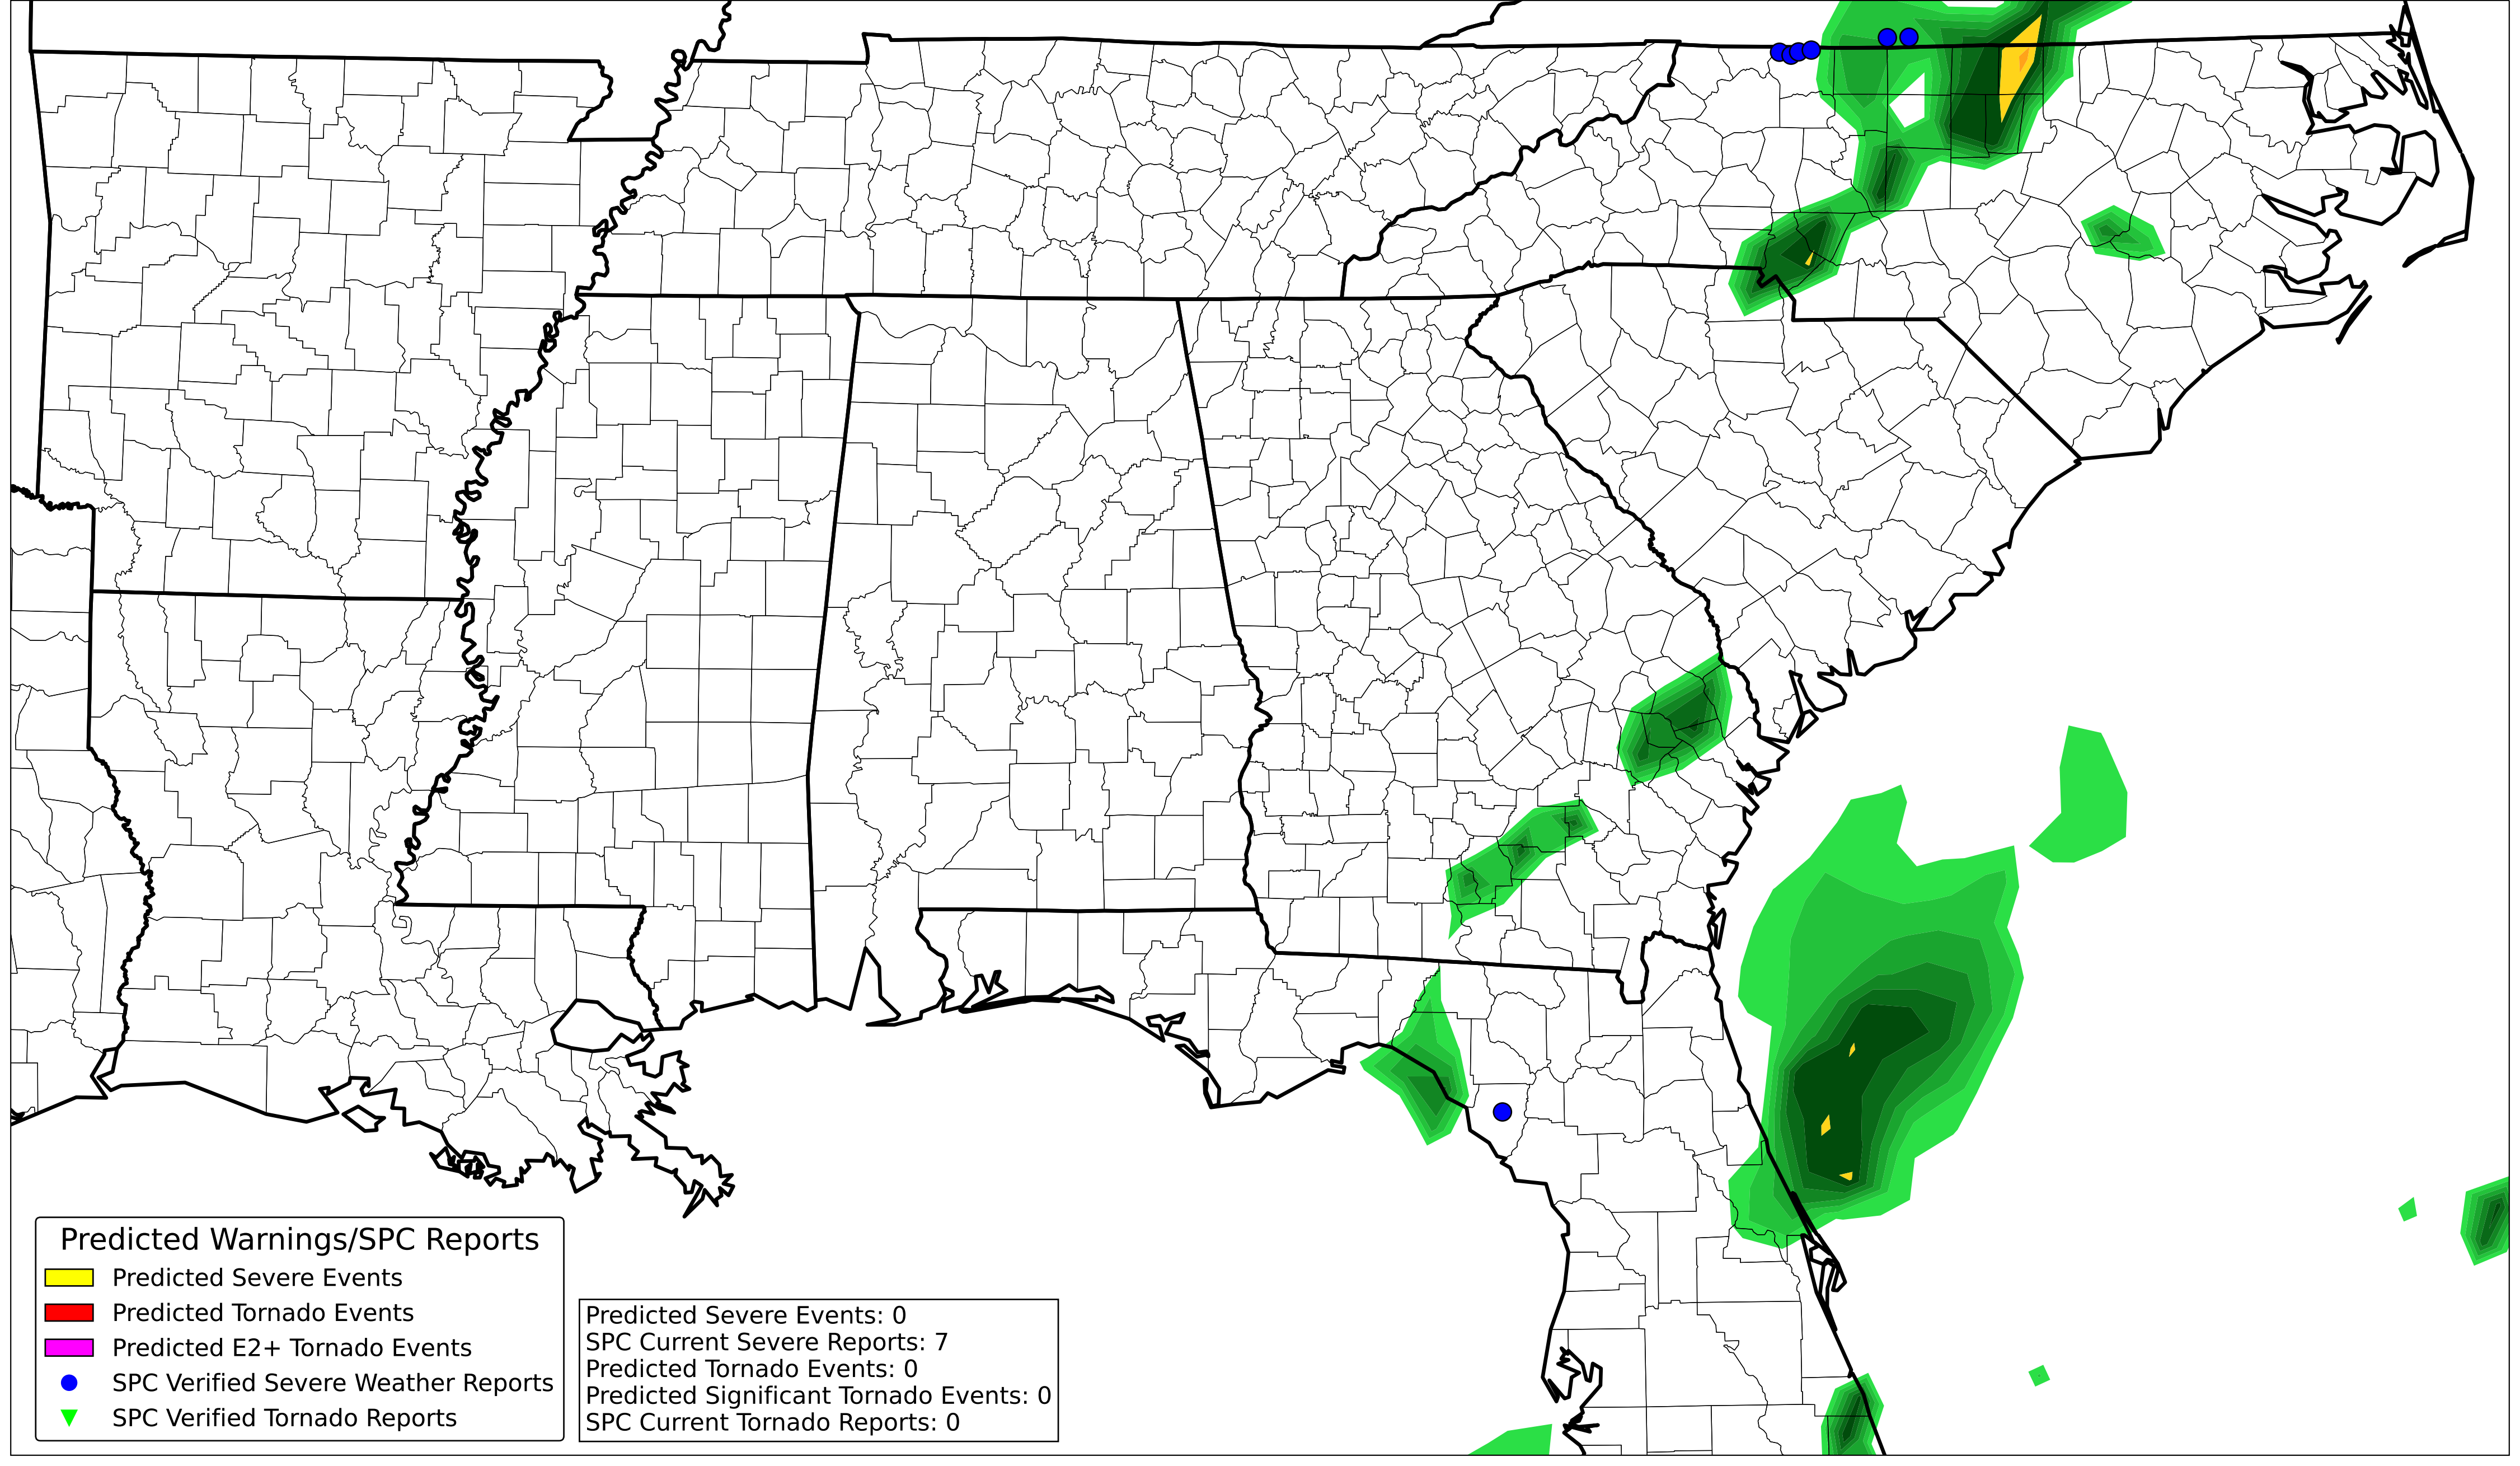 Predicted Warnings/SPC Reports
Predicted Severe Events
Predicted Tornado Events
Predicted E2+ Tornado Events
SPC Verified Severe Weather Reports
SPC Verified Tornado Reports
Predicted Severe Events: 0
SPC Current Severe Reports: 7
Predicted Tornado Events: 0
Predicted Significant Tornado Events: 0
SPC Current Tornado Reports: 0